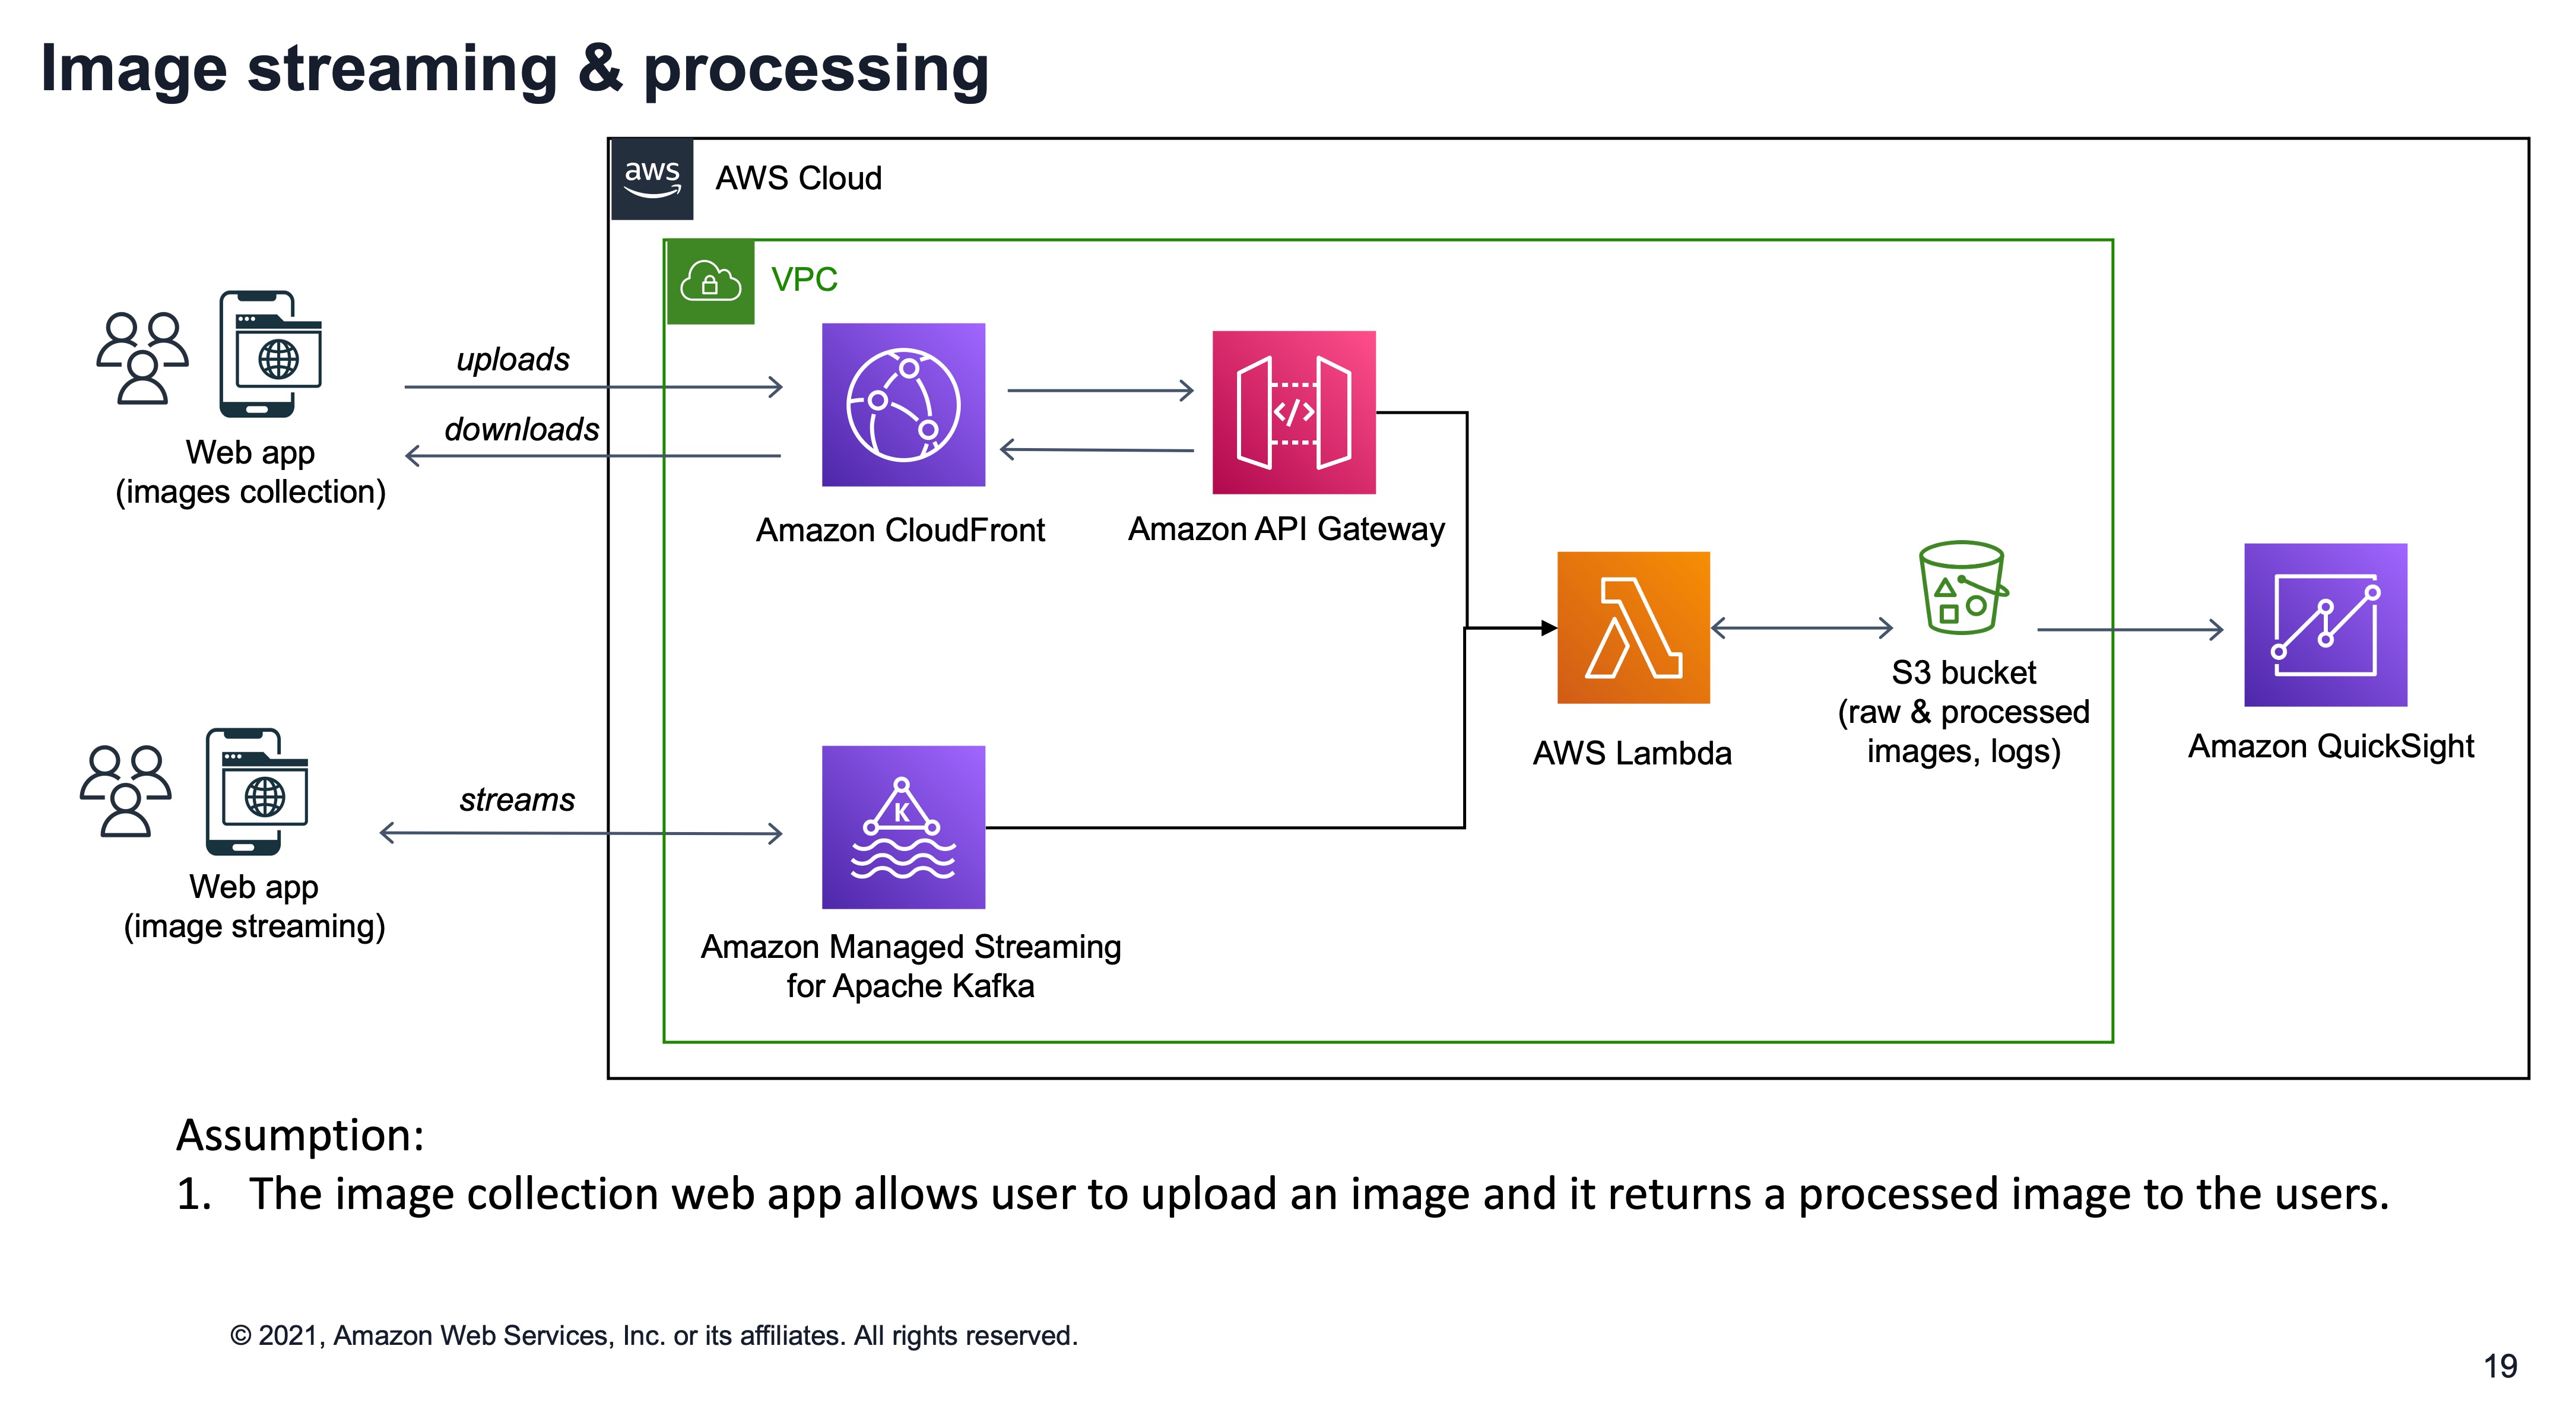 Image streaming & processing
aws
AWS Cloud
VPC
uploads
downloads
Web app
(images collection)
Amazon CloudFront
Amazon API Gateway
</>
AWS Lambda
S3 bucket
(raw & processed
images, logs)
Amazon QuickSight
streams
Web app
(image streaming)
K
Amazon Managed Streaming
for Apache Kafka
Assumption:
1. The image collection web app allows user to upload an image and it returns a processed image to the users.
© 2021, Amazon Web Services, Inc. or its affiliates. All rights reserved.
19